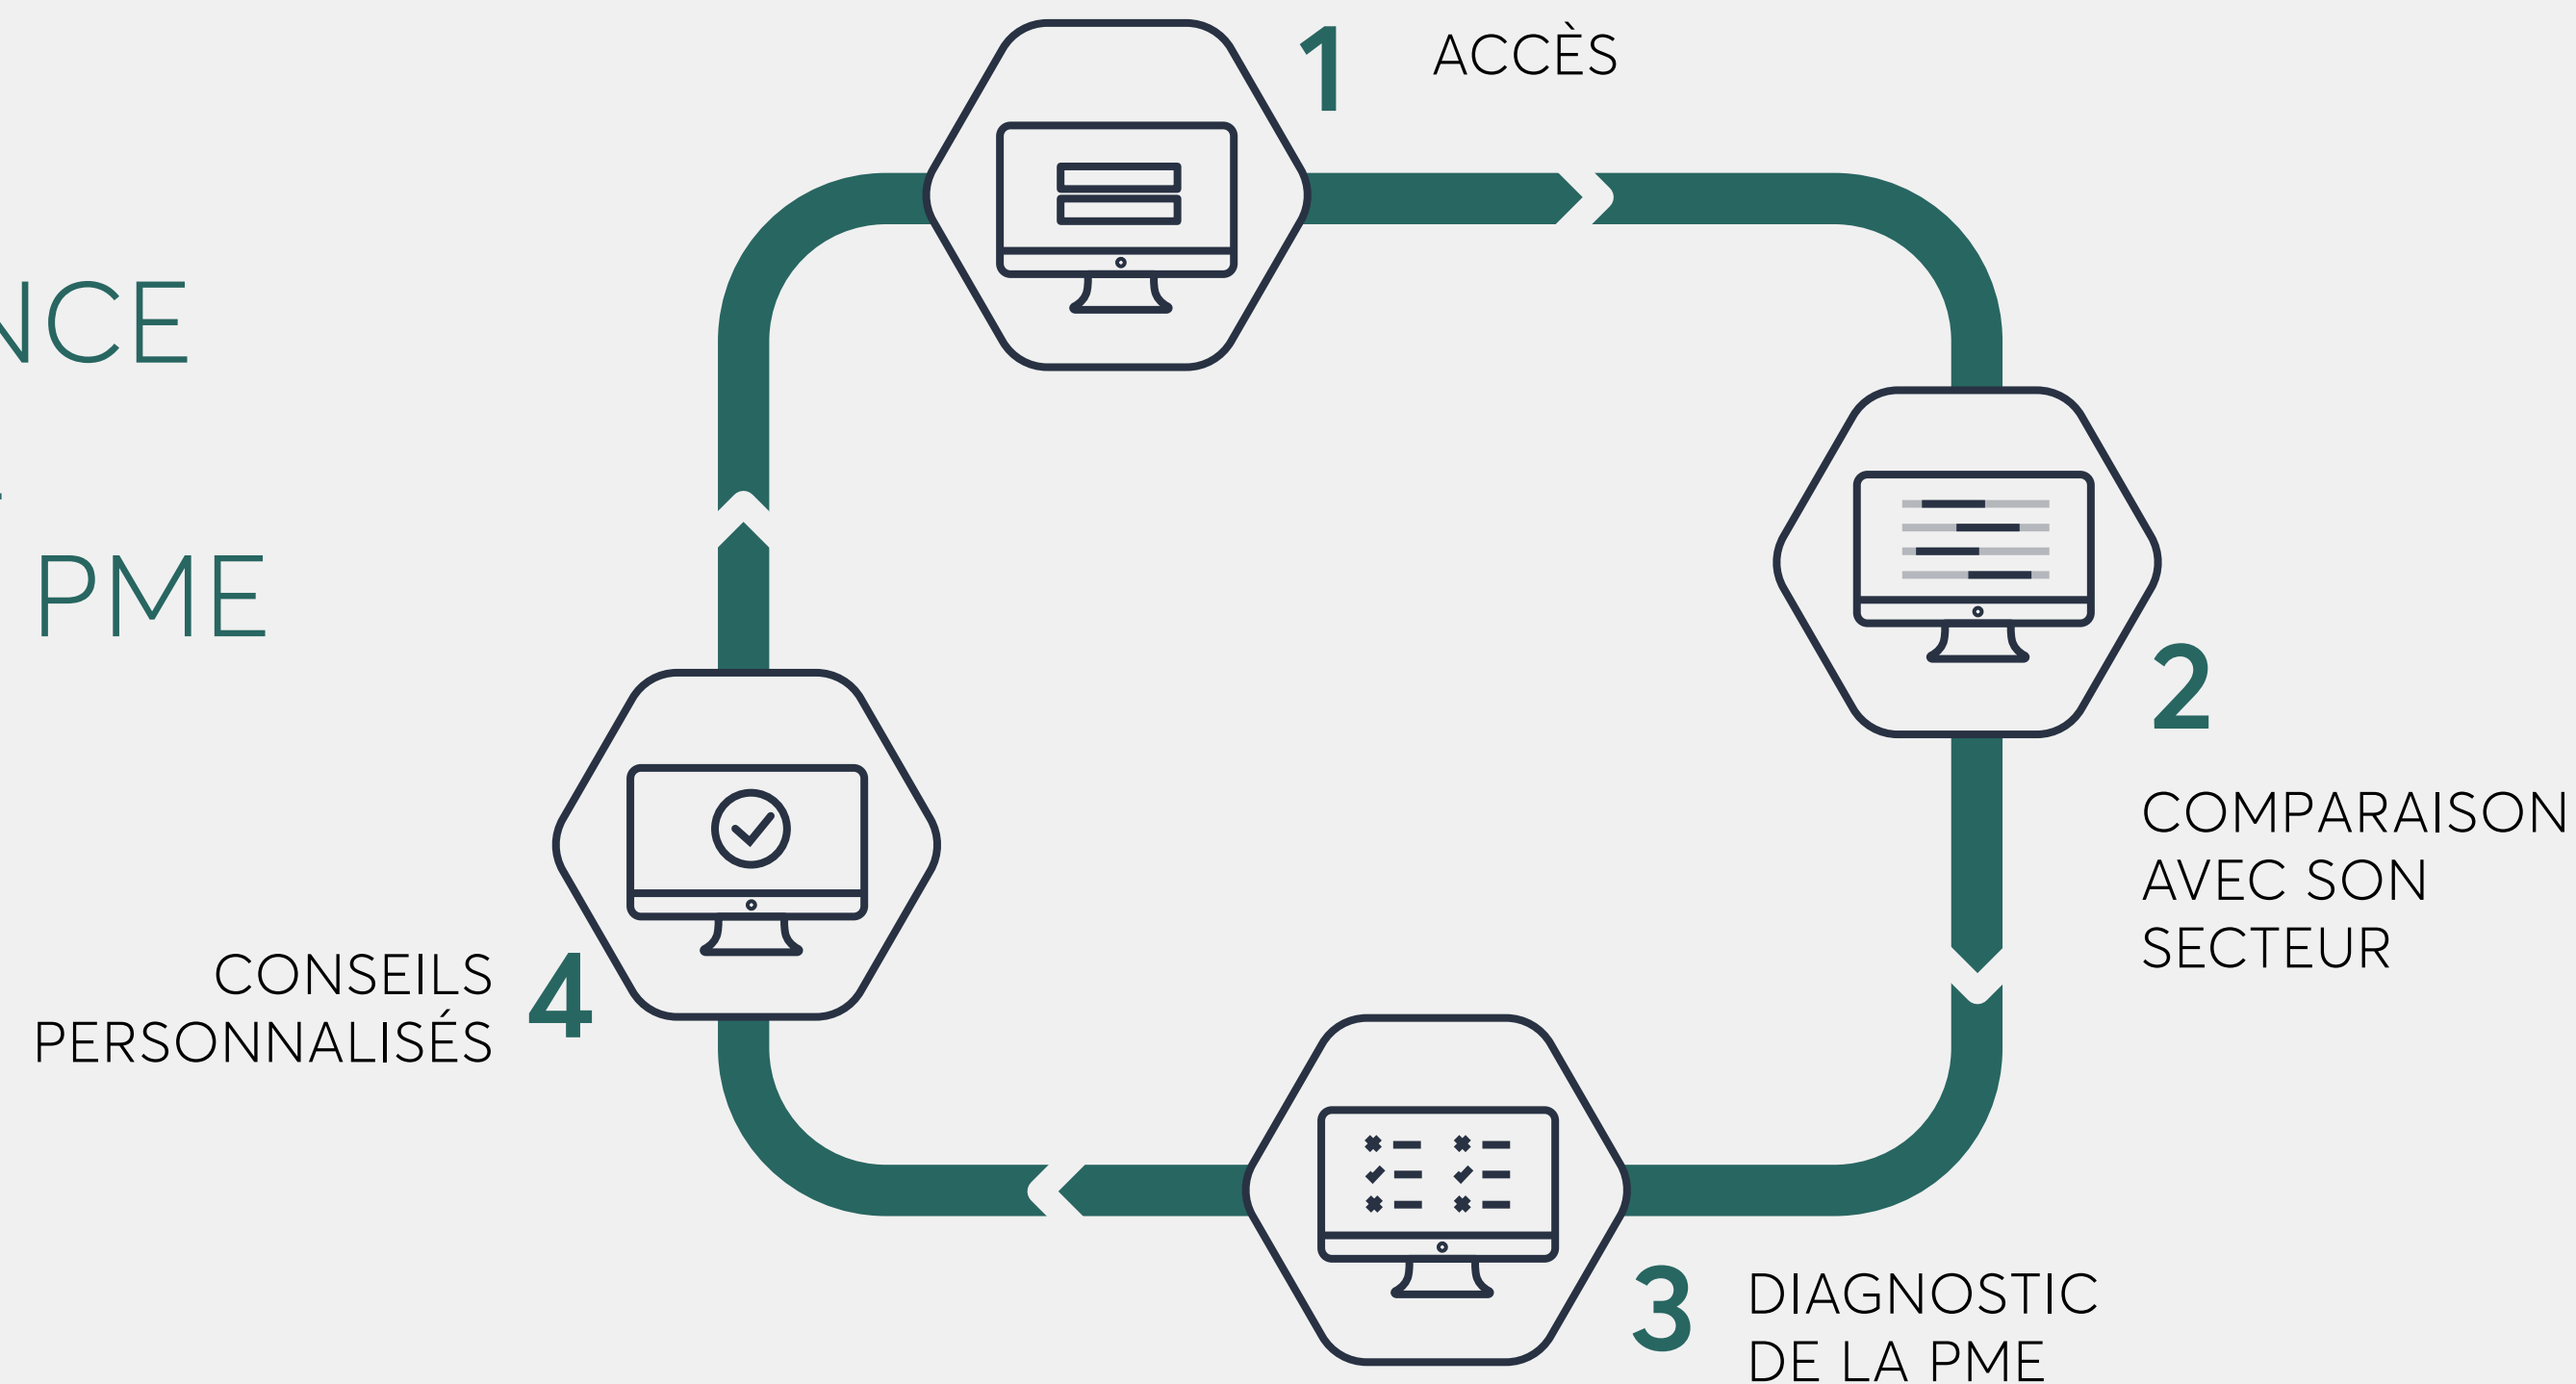 1
ACCÈS
NCE
PME
2
COMPARAISON
AVEC SON
SECTEUR
CONSEILS
PERSONNALISÉS
4
3
DIAGNOSTIC
DE LA PME